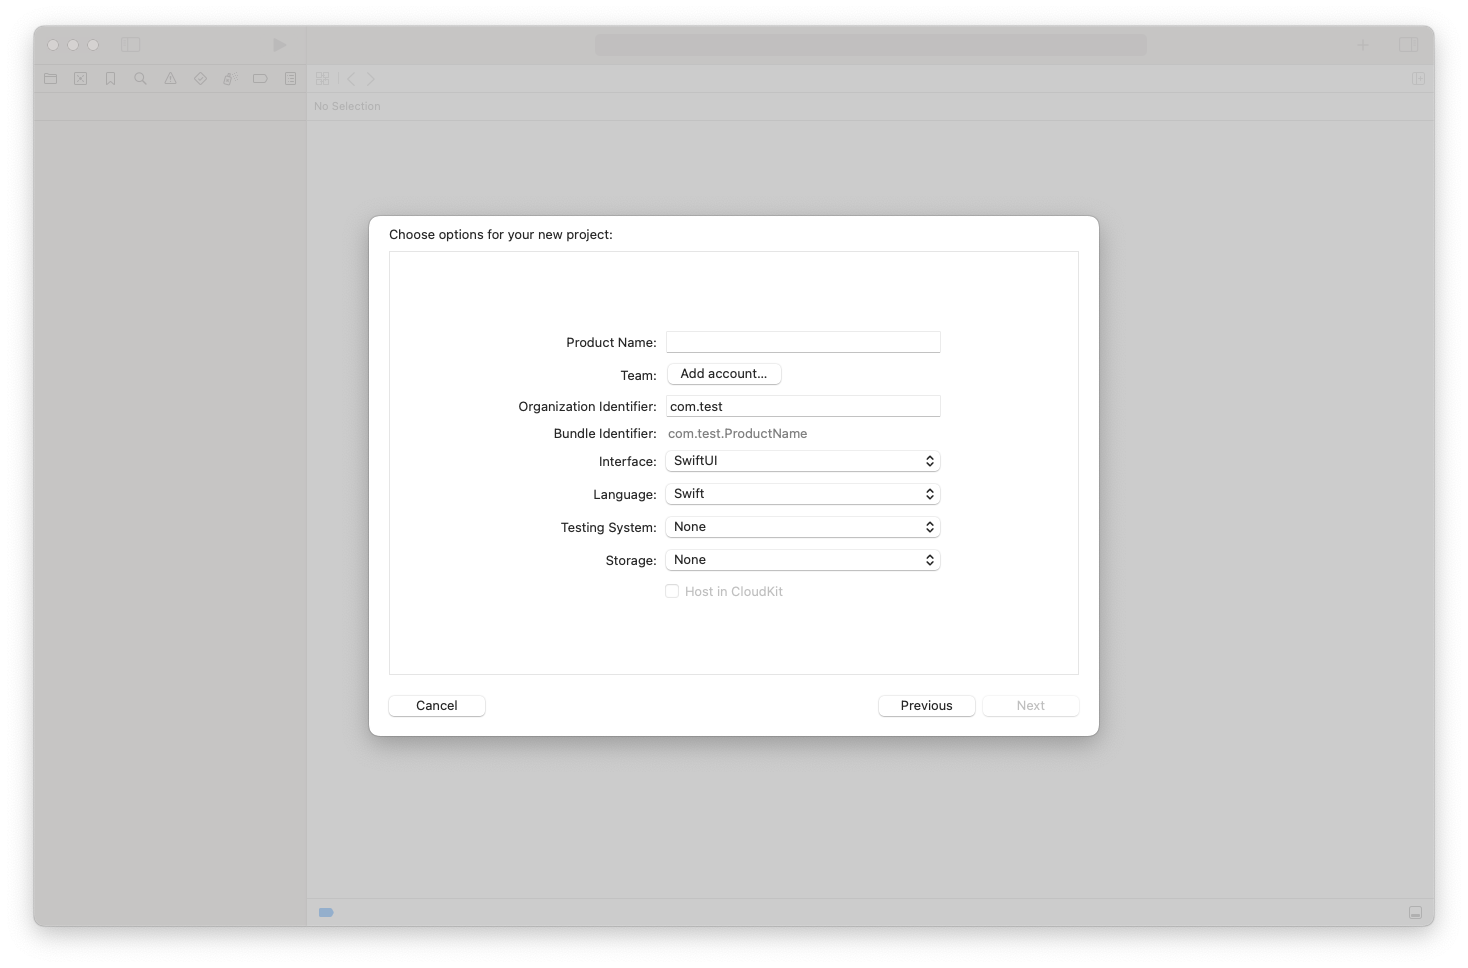 No Selection
Choose options for your new project:
Product Name:
Team: Add account...
Organization Identifier: com.test
Bundle Identifier: com.test.ProductName
Interface: SwiftUI
Language: Swift
Testing System: None
Storage: None
Host in CloudKit
Cancel Previous Next